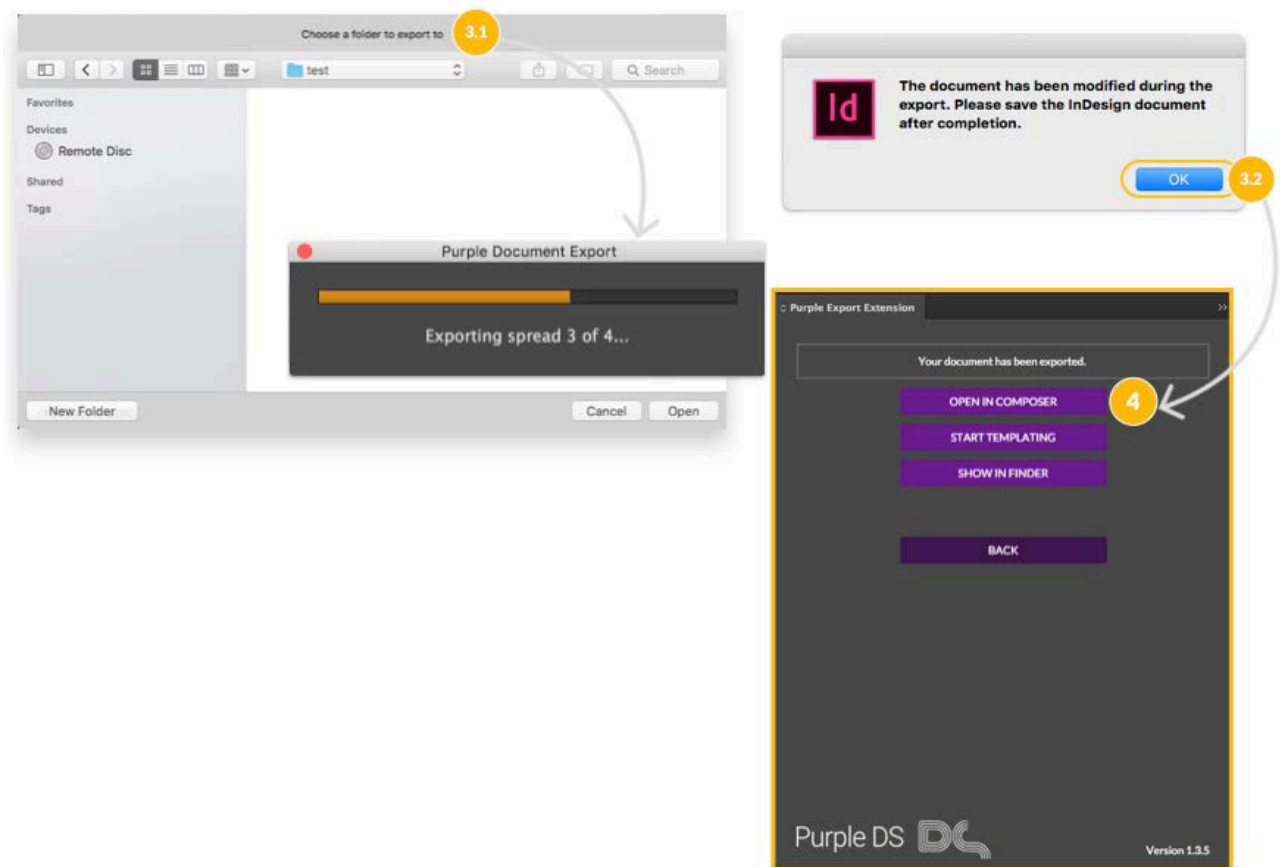 Choose a folder to export to
3.1
test
Search
Favorites
Devices
Remote Disc
Shared
Tags
Purple Document Export
Exporting spread 3 of 4...
New Folder
Cancel
Open
Id
The document has been modified during the
export. Please save the InDesign document
after completion.
OK
3.2
Purple Export Extension
Your document has been exported.
OPEN IN COMPOSER
4
START TEMPLATING
SHOW IN FINDER
BACK
Purple DS
Version 1.3.5